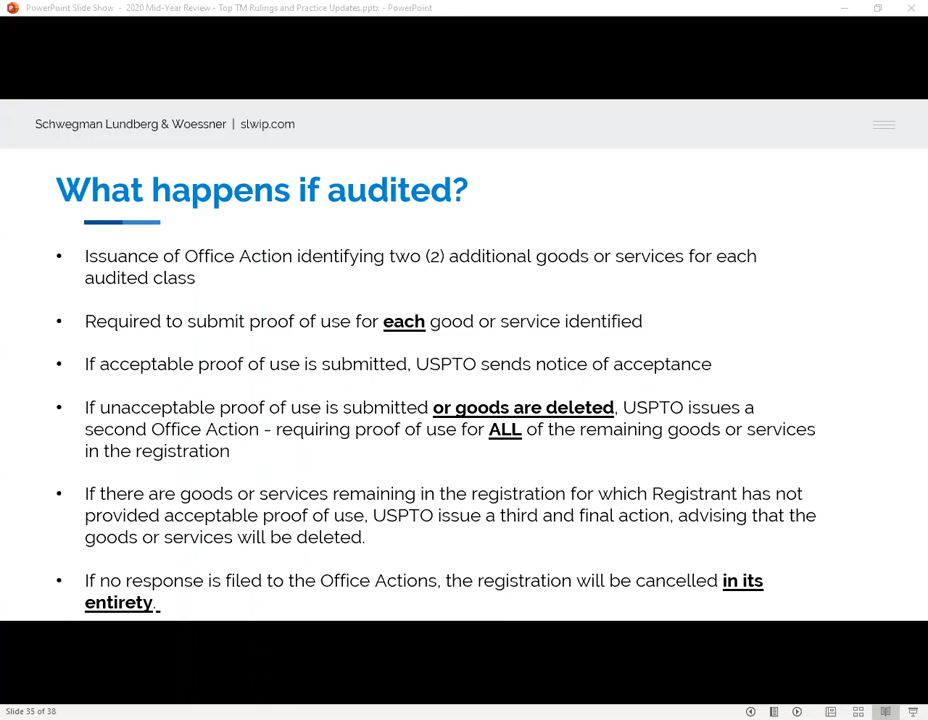 PowerPoint Slide Show - 2020 Mid-Year Review - Top TM Rulings and Practice Updates.pptx - PowerPoint
Schwegman Lundberg & Woessner | slwip.com
What happens if audited?
• Issuance of Office Action identifying two (2) additional goods or services for each
audited class
• Required to submit proof of use for each good or service identified
• If acceptable proof of use is submitted, USPTO sends notice of acceptance
• If unacceptable proof of use is submitted or goods are deleted, USPTO issues a
second Office Action - requiring proof of use for ALL of the remaining goods or services
in the registration
• If there are goods or services remaining in the registration for which Registrant has not
provided acceptable proof of use, USPTO issue a third and final action, advising that the
goods or services will be deleted.
• If no response is filed to the Office Actions, the registration will be cancelled in its
entirety.
Slide 35 of 38